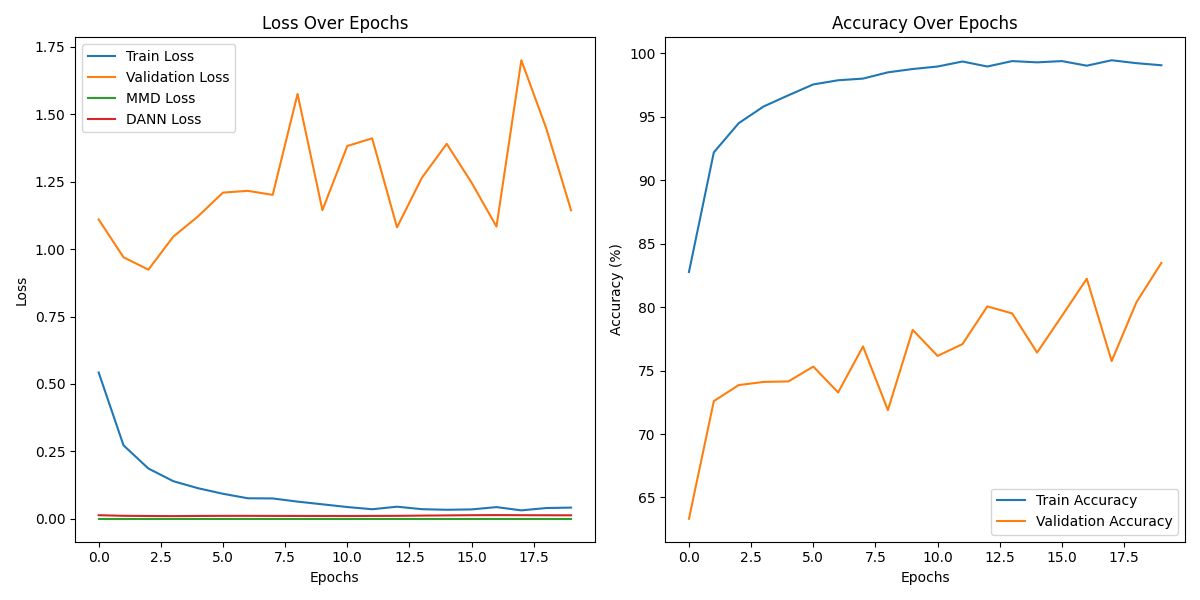 Loss Over Epochs
Train Loss
Validation Loss
MMD Loss
DANN Loss
1.75
1.50
1.25
1.00
0.75
0.50
0.25
0.00
Loss
0.0 2.5 5.0 7.5 10.0 12.5 15.0 17.5
Epochs
Accuracy Over Epochs
100
95
90
85
80
75
70
65
Accuracy (%)
Train Accuracy
Validation Accuracy
0.0 2.5 5.0 7.5 10.0 12.5 15.0 17.5
Epochs